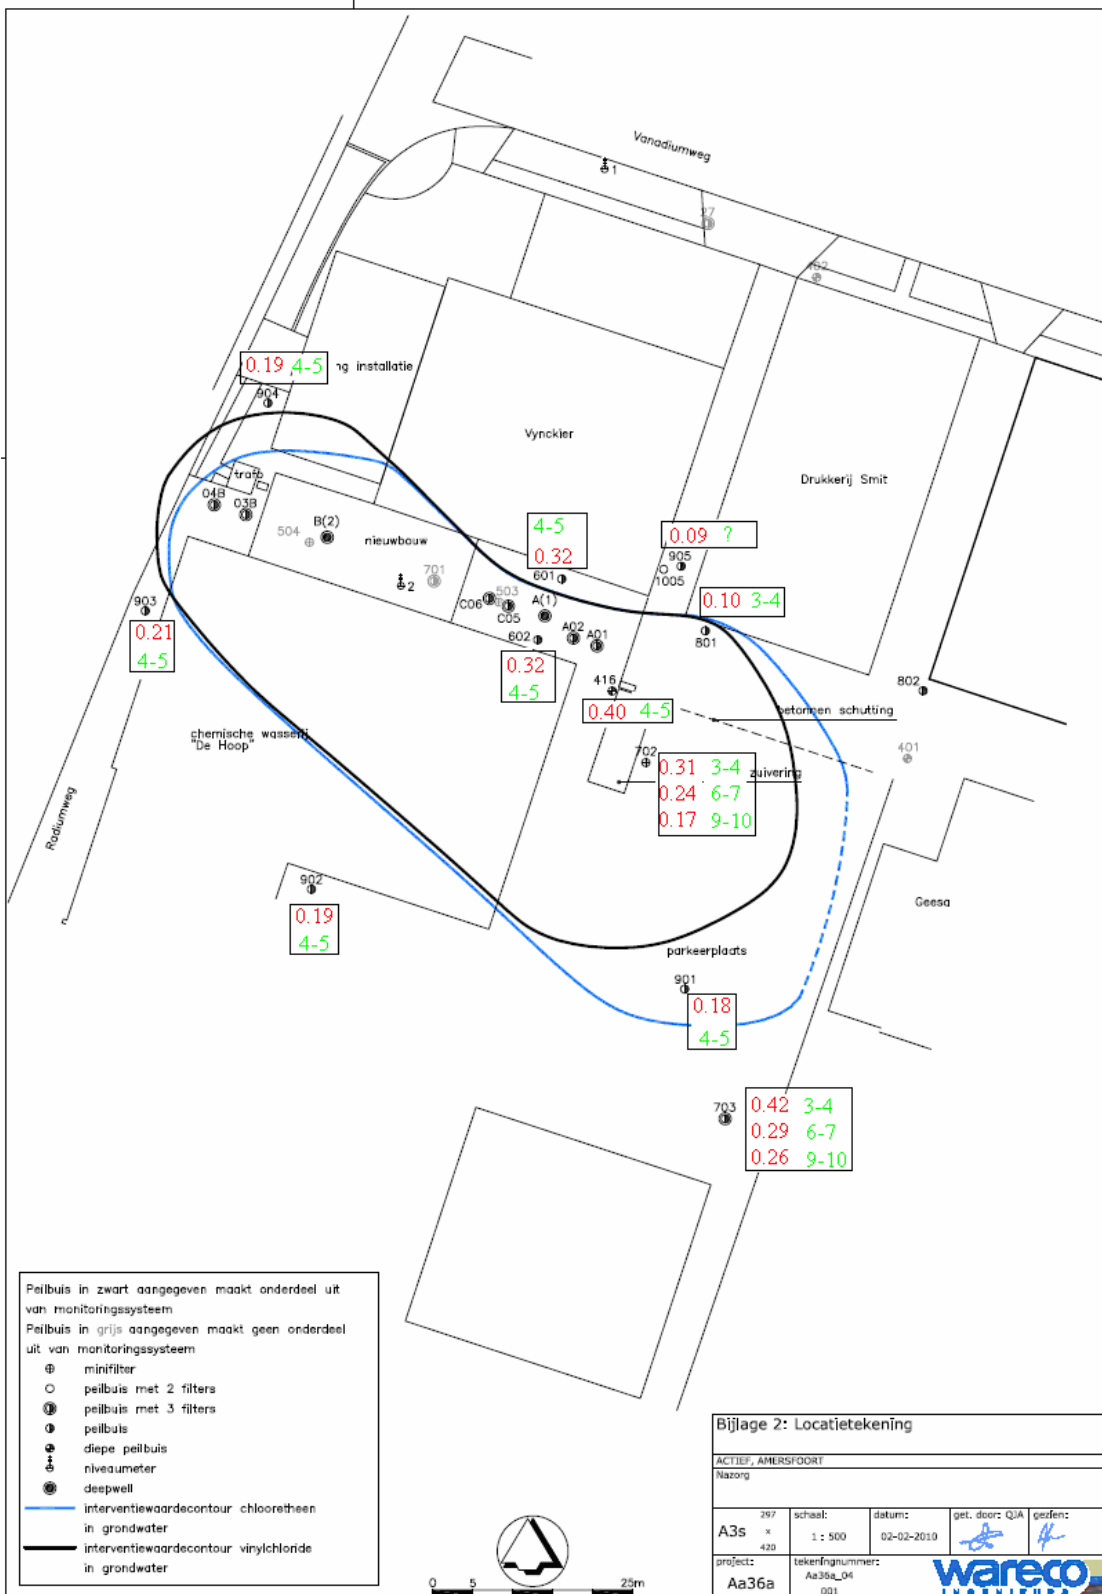 Vanadiumweg
1
27
402
0.19 4-5
ng installatie
904
Vynckier
Drukkerij Smit
trafo
04B
03B
B(2)
504
nieuwbouw
4-5
0.32
0.09 ?
905
1005
701
2
601
503
C06
C05
A(1)
0.10 3-4
903
0.21
4-5
602
A02
A01
801
0.32
4-5
416
802
0.40 4-5
betonnen schutting
chemische wasserij
"De Hoop"
702
401
0.31 3-4
0.24 6-7
0.17 9-10
zuivering
Radiumweg
902
0.19
4-5
Geesa
parkeerplaats
901
0.18
4-5
703
0.42 3-4
0.29 6-7
0.26 9-10
Peilbuis in zwart aangegeven maakt onderdeel uit
van monitoringssysteem
Peilbuis in grijs aangegeven maakt geen onderdeel
uit van monitoringssysteem
minifilter
peilbuis met 2 filters
peilbuis met 3 filters
peilbuis
diepe peilbuis
niveaumeter
deepwell
interventiewaardecontour chlooretheen
in grondwater
interventiewaardecontour vinylchloride
in grondwater
0 5 25m
Bijlage 2: Locatietekening
ACTIEF, AMERSFOORT
Nazorg
A3s 297 x 420
schaal: 1 : 500
datum: 02-02-2010
get. door: QJA
gezien:
project: Aa36a
tekeningnummer: Aa36a_04
001
wareco
INGENIEURS